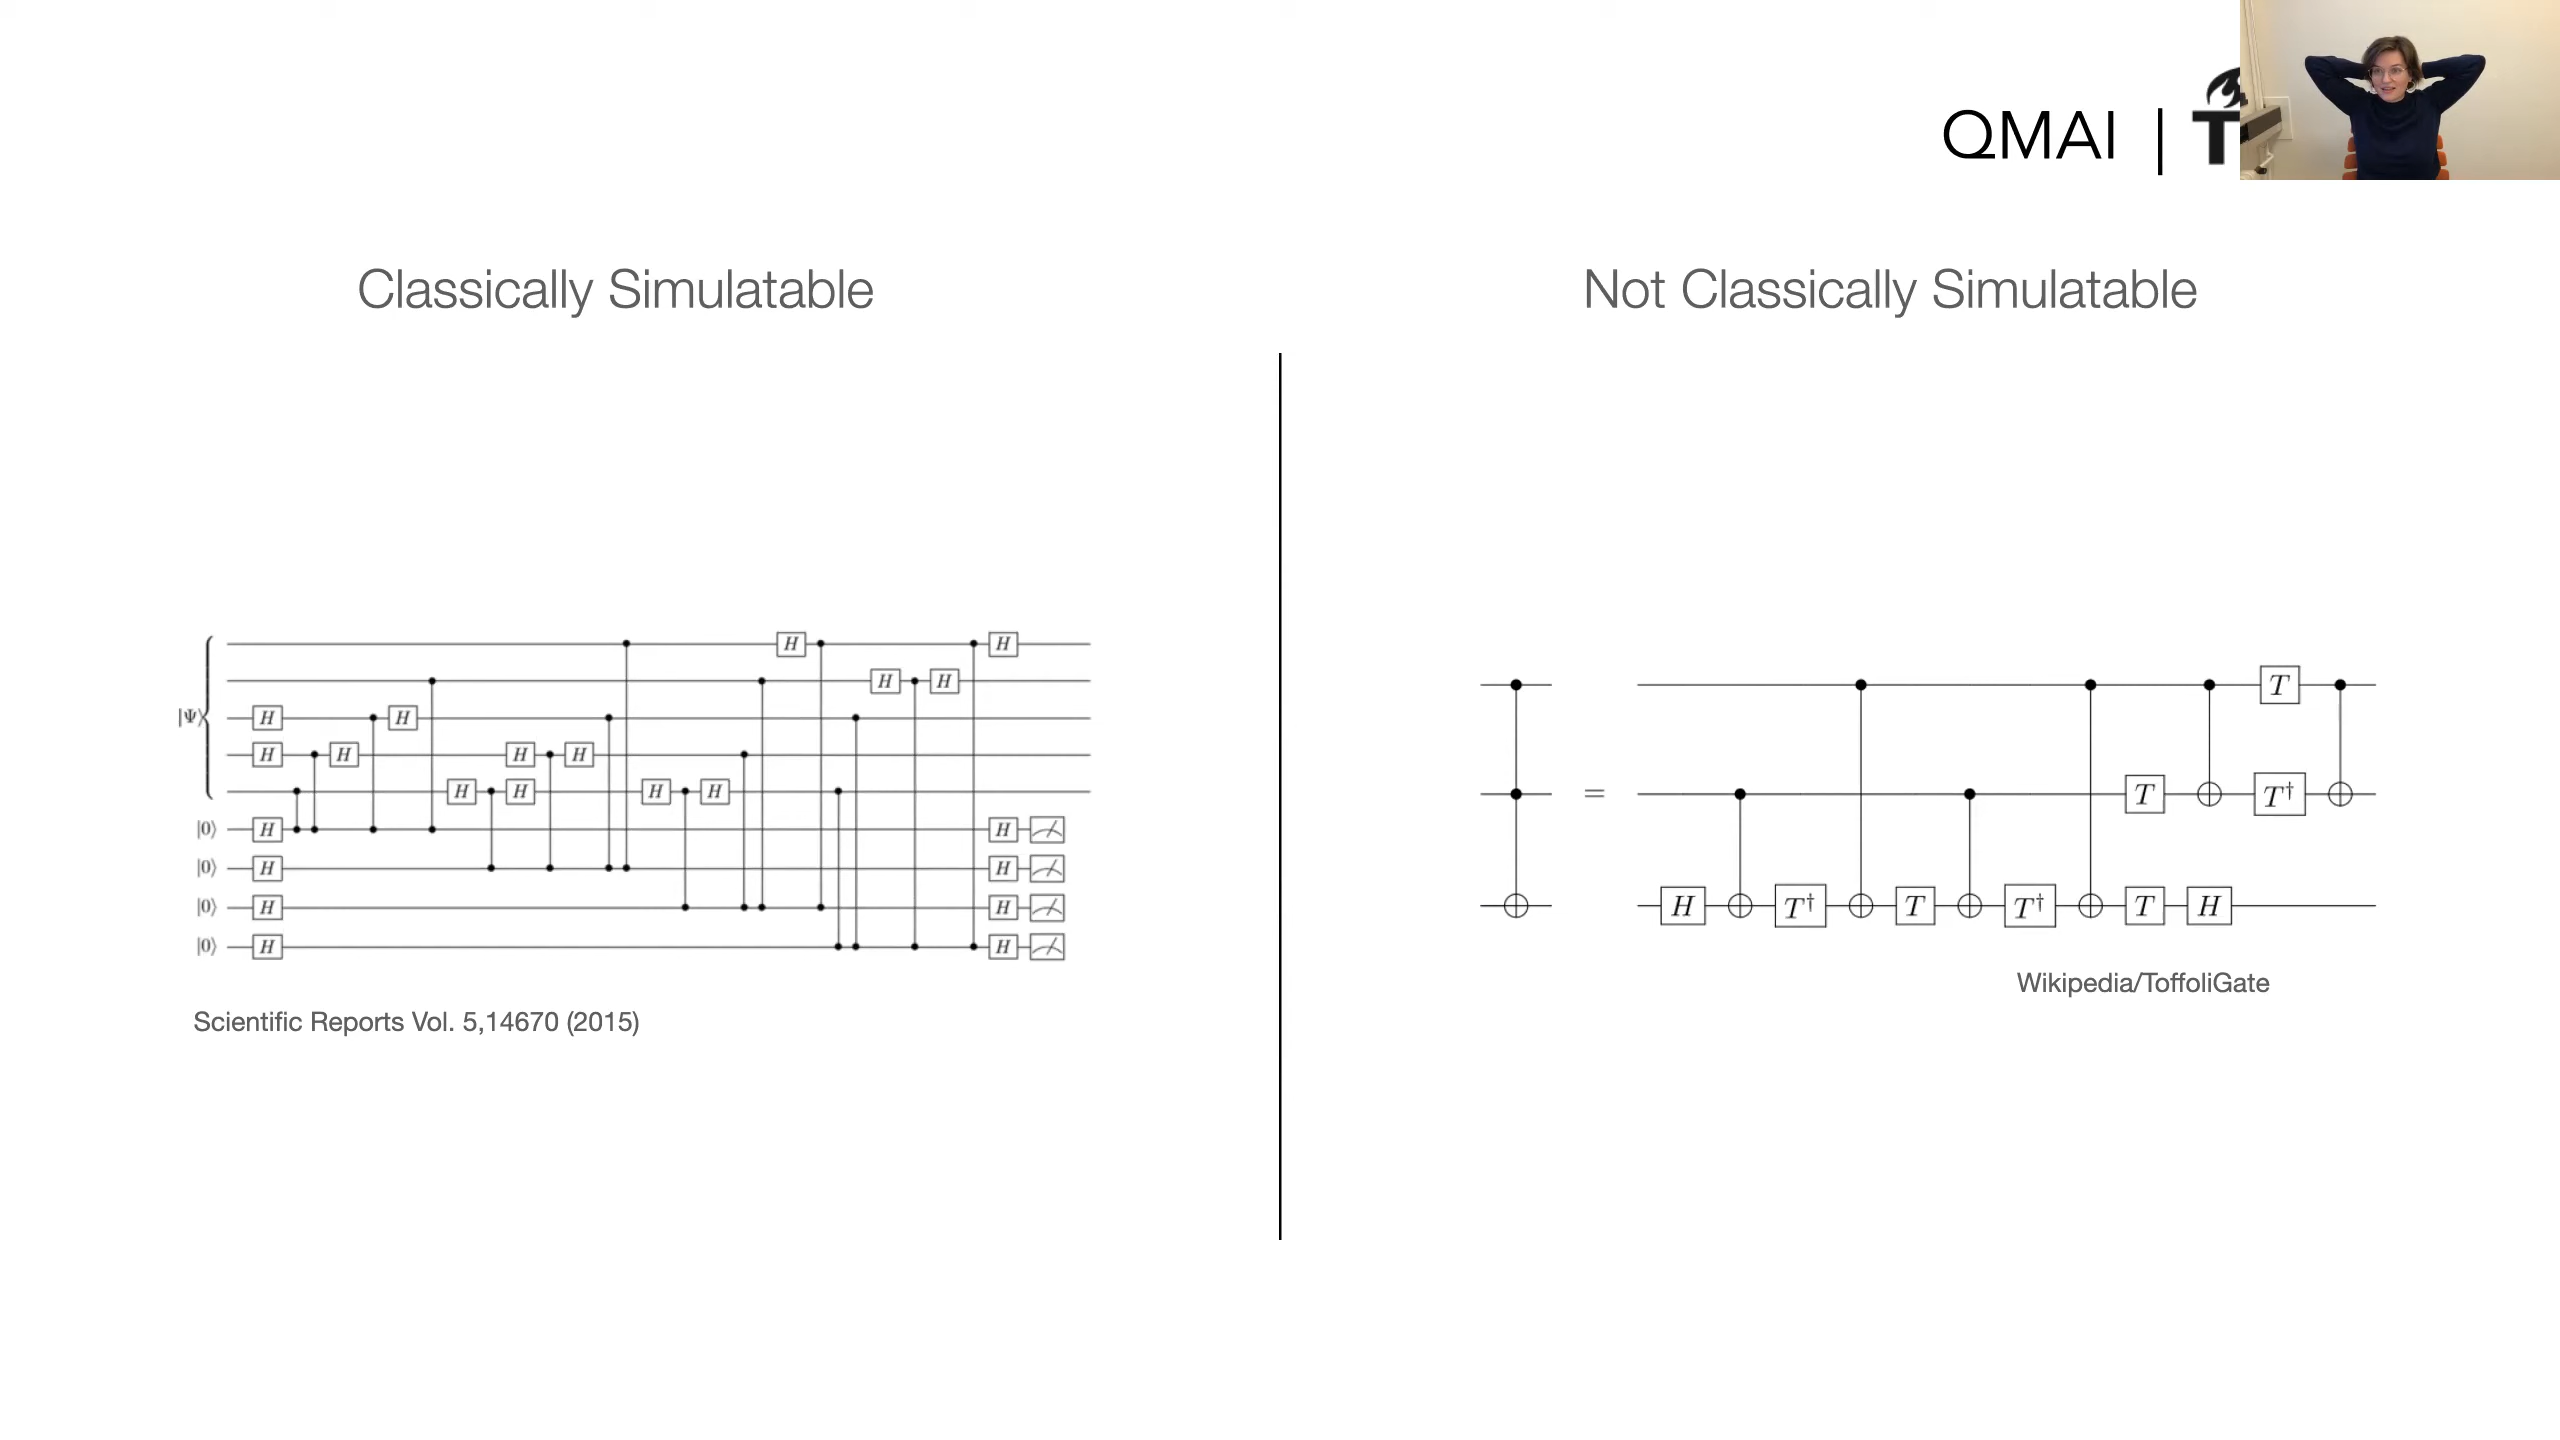 QMAI | T
Classically Simulatable
Not Classically Simulatable
H H
H H
|Ψ⟩ H H
H H H H
H H H H
|0⟩ H H
|0⟩ H H
|0⟩ H H
|0⟩ H H
Scientific Reports Vol. 5,14670 (2015)
T
= T T†
H T† T T† T H
Wikipedia/ToffoliGate